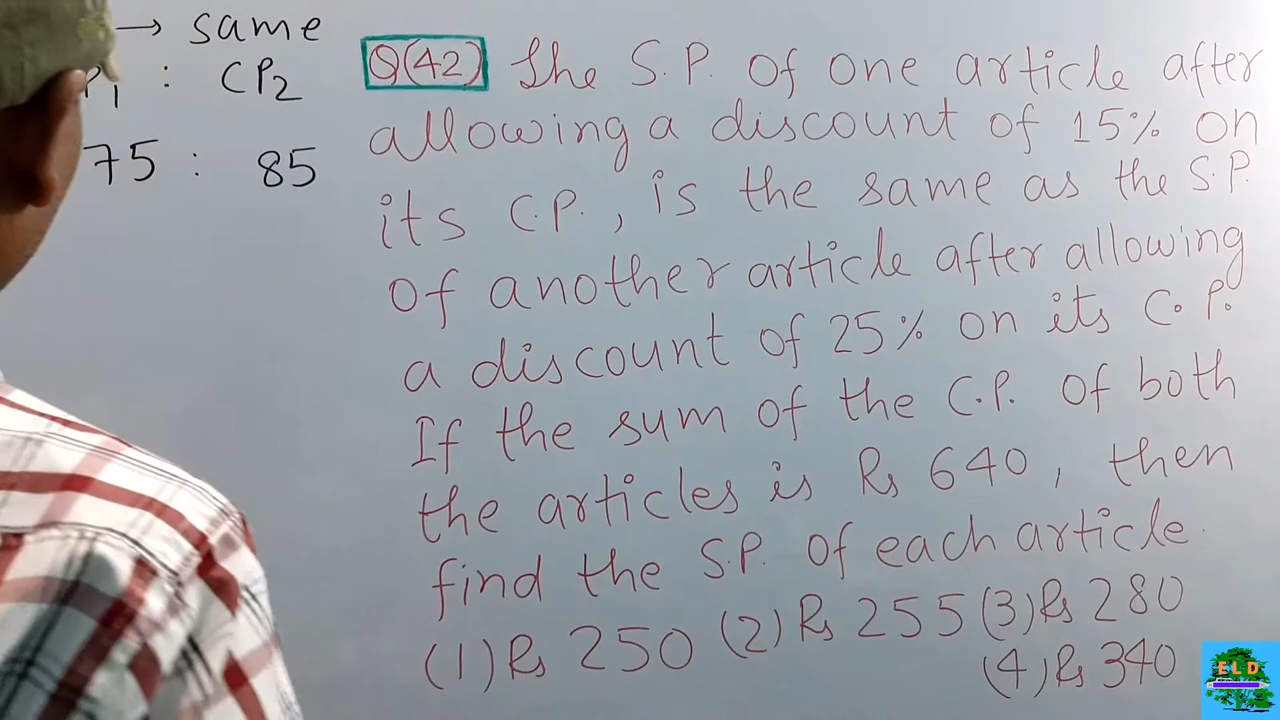 → same
P1 : CP2
75 : 85
Q(42) The S.P. of one article after
allowing a discount of 15% on
its C.P., is the same as the S.P.
of another article after allowing
a discount of 25% on its C.P.
If the sum of the C.P. of both
the articles is Rs 640, then
find the S.P. of each article.
(1) Rs 250 (2) Rs 255 (3) Rs 280
(4) Rs 340
ELD